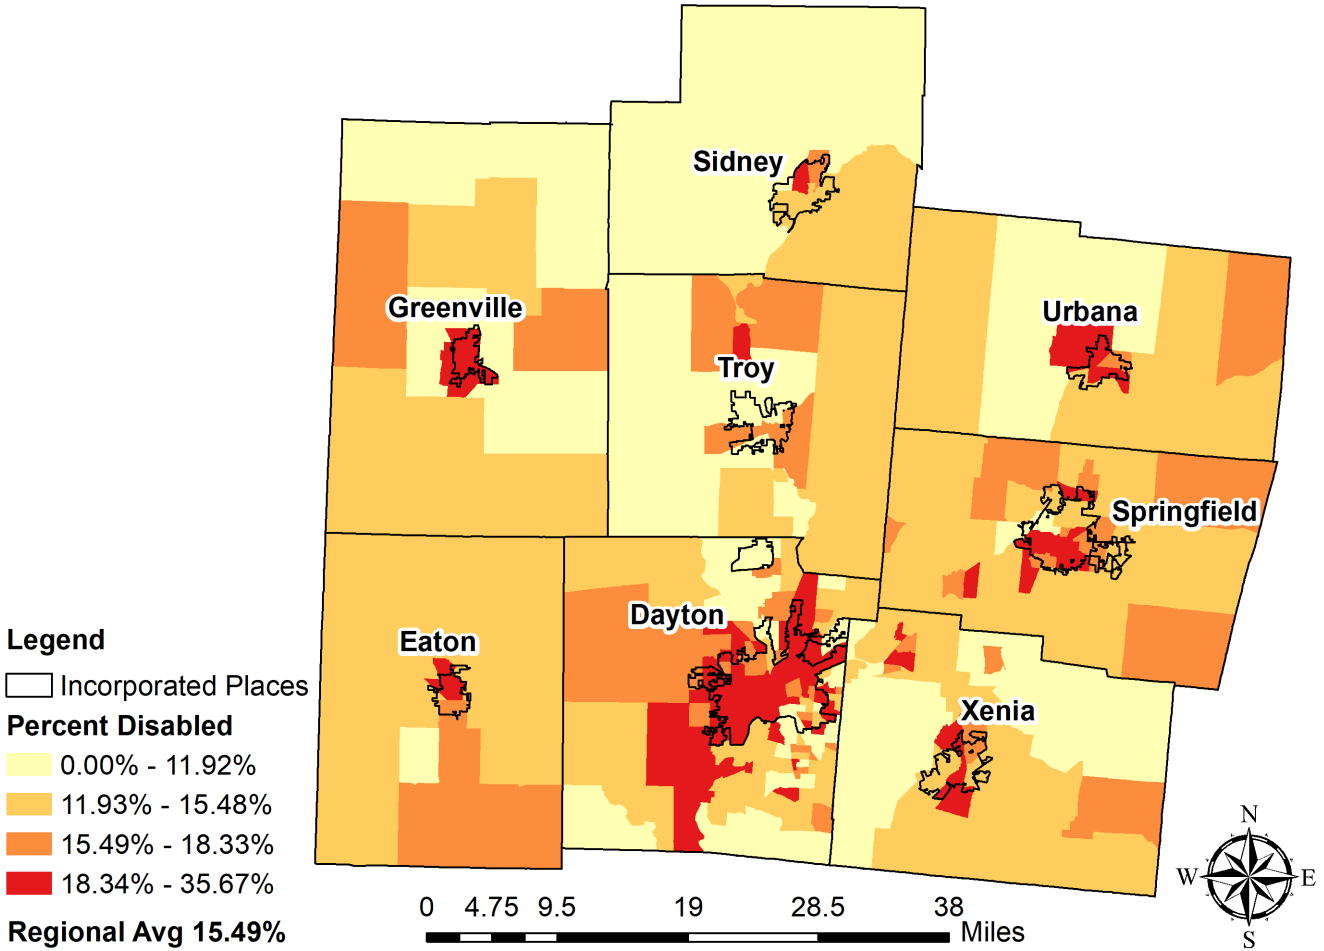 Sidney
Greenville
Urbana
Troy
Springfield
Dayton
Eaton
Xenia
Legend
Incorporated Places
Percent Disabled
0.00% - 11.92%
11.93% - 15.48%
15.49% - 18.33%
18.34% - 35.67%
Regional Avg 15.49%
0 4.75 9.5 19 28.5 38
Miles
N
W E
S